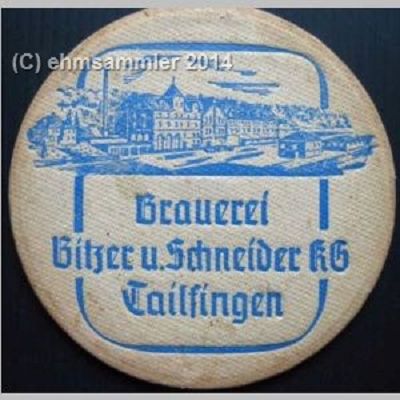 (C) ehmsammler 2014
Brauerei
Bitzer u. Schneider KG
Tailfingen